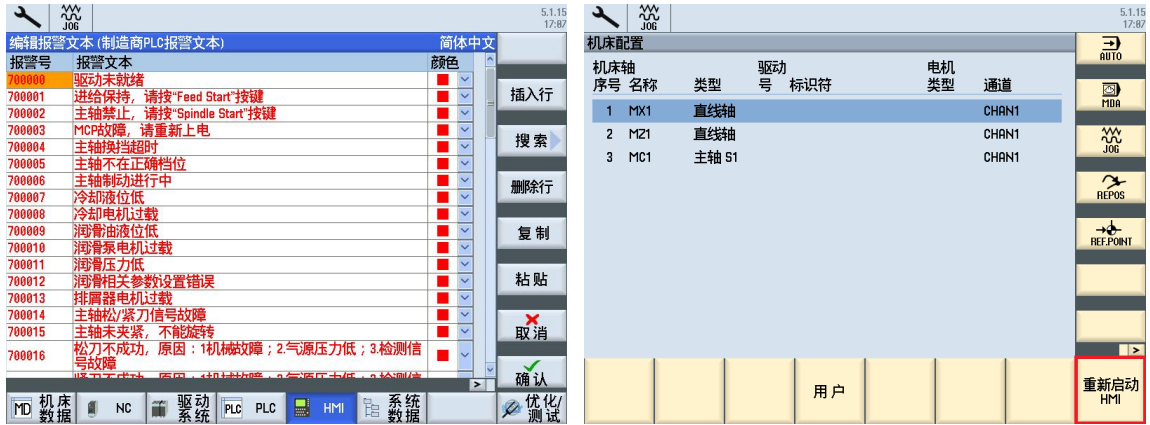 JOG
5.1.15
17:07
编辑报警文本 (制造商PLC报警文本)
简体中文
报警号
报警文本
颜色
700000
驱动未就绪
700001
进给保持，请按"Feed Start"按键
700002
主轴禁止，请按"Spindle Start"按键
700003
MCP故障，请重新上电
700004
主轴换挡超时
700005
主轴不在正确档位
700006
主轴制动进行中
700007
冷却液位低
700008
冷却电机过载
700009
润滑油液位低
700010
润滑泵电机过载
700011
润滑压力低
700012
润滑相关参数设置错误
700013
排屑器电机过载
700014
主轴松/紧刀信号故障
700015
主轴未夹紧，不能旋转
700016
松刀不成功，原因：1机械故障；2.气源压力低；3.检测信
号故障
插入行
搜索
删除行
复制
粘贴
取消
确认
MD 机床
数据
NC
驱动
系统
PLC PLC
HMI
系统
数据
优化/
测试
JOG
5.1.15
17:07
机床配置
机床轴
驱动
电机
序号 名称
类型
号 标识符
类型
通道
1 MX1 直线轴 CHAN1
2 MZ1 直线轴 CHAN1
3 MC1 主轴 S1 CHAN1
AUTO
MDA
JOG
REPOS
REF.POINT
>
用户
重新启动
HMI